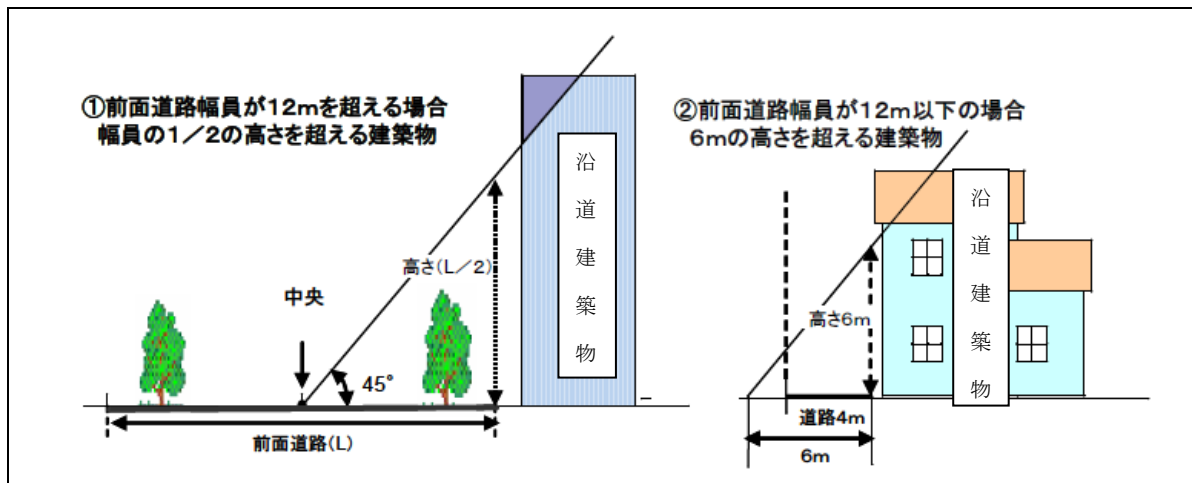 ①前面道路幅員が12mを超える場合
幅員の1/2の高さを超える建築物
沿道建築物
高さ(L/2)
中央
45°
前面道路(L)
②前面道路幅員が12m以下の場合
6mの高さを超える建築物
沿道建築物
高さ6m
道路4m
6m